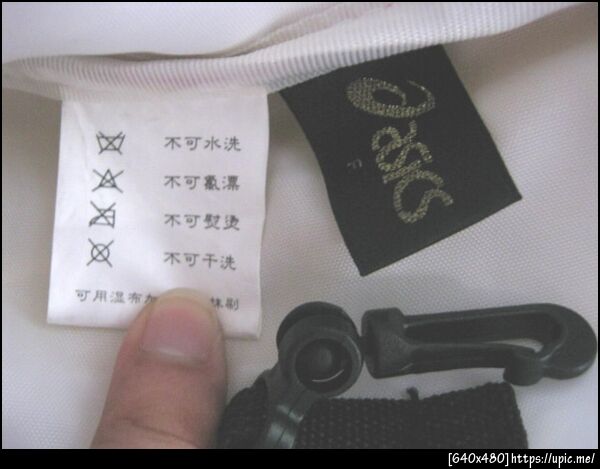 不可水洗
不可氯漂
不可熨烫
不可干洗
可用湿布 抹刷
asics
F
[640x480]https://upic.me/